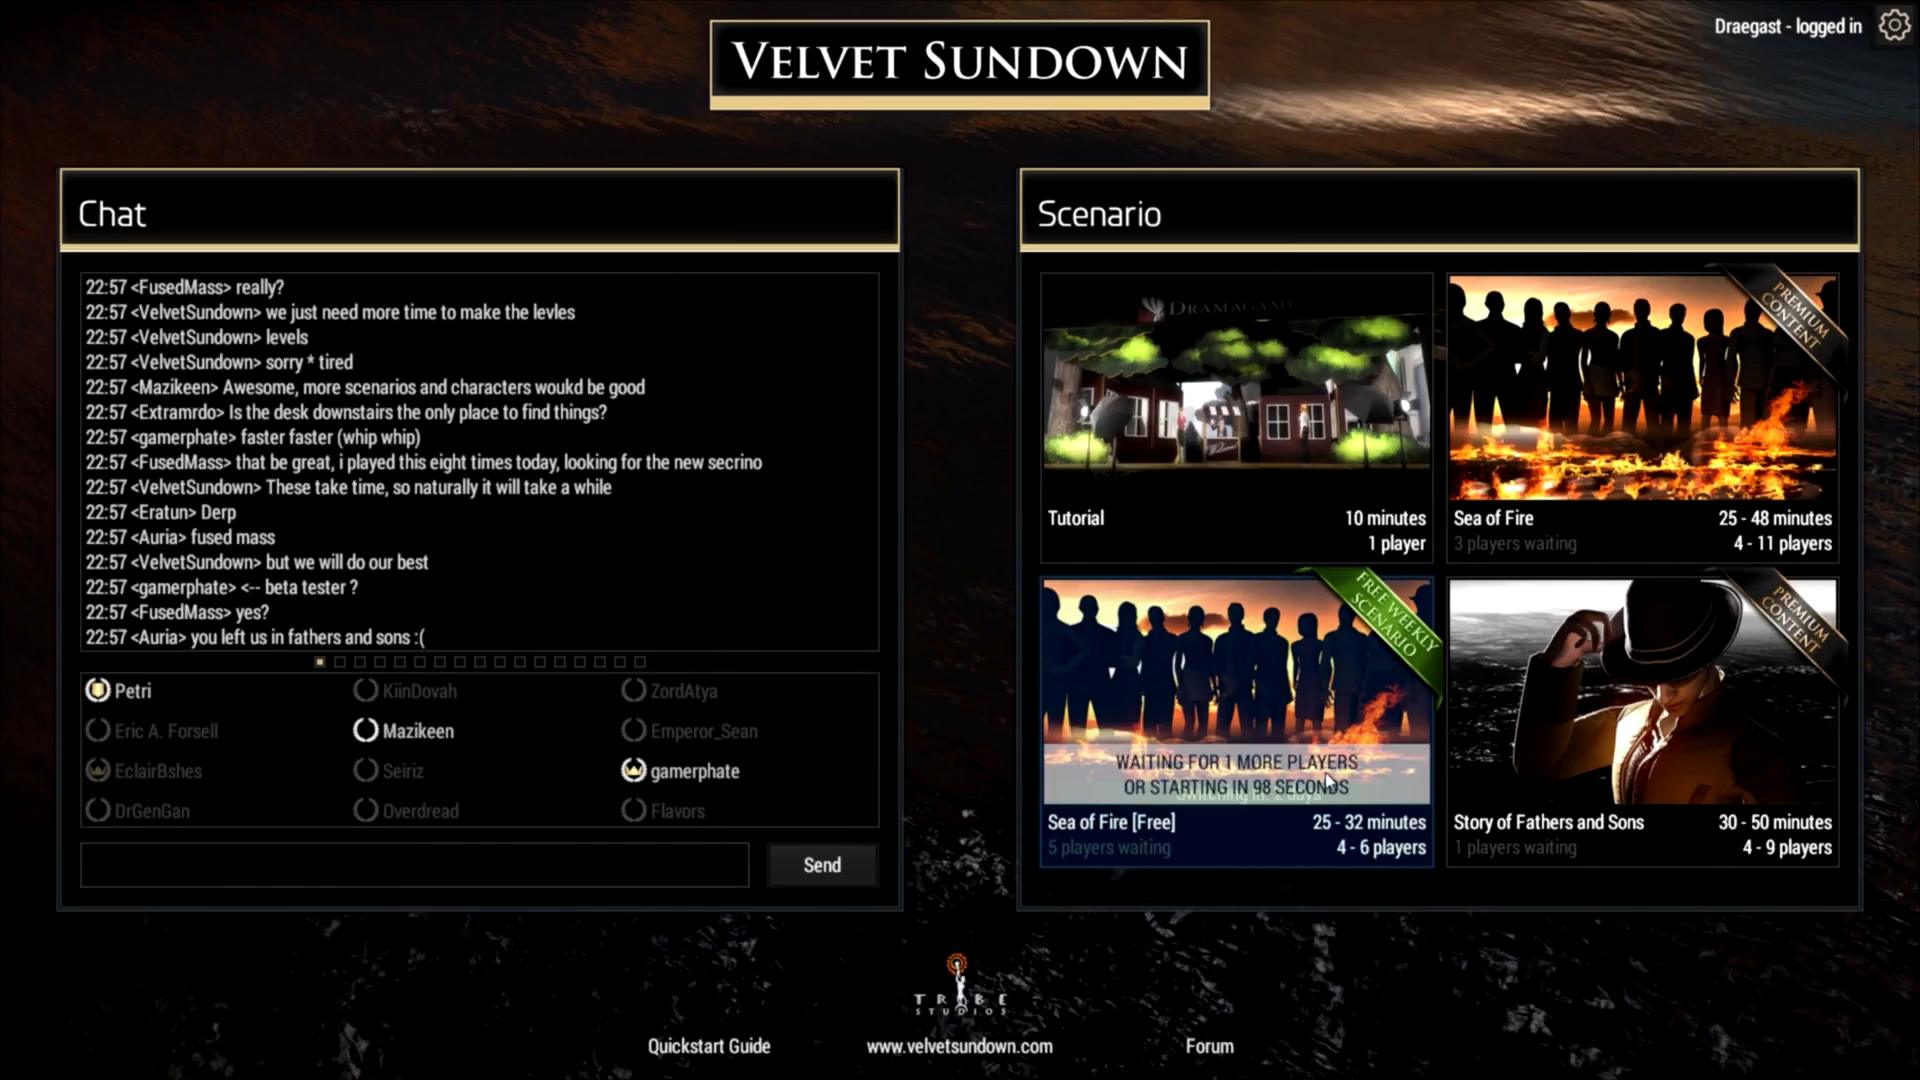 Draegast - logged in
VELVET SUNDOWN
Chat
22:57 <FusedMass> really?
22:57 <VelvetSundown> we just need more time to make the levles
22:57 <VelvetSundown> levels
22:57 <VelvetSundown> sorry * tired
22:57 <Mazikeen> Awesome, more scenarios and characters woukd be good
22:57 <Extramrdo> Is the desk downstairs the only place to find things?
22:57 <gamerphate> faster faster (whip whip)
22:57 <FusedMass> that be great, i played this eight times today, looking for the new secrino
22:57 <VelvetSundown> These take time, so naturally it will take a while
22:57 <Eratun> Derp
22:57 <Auria> fused mass
22:57 <VelvetSundown> but we will do our best
22:57 <gamerphate> <-- beta tester ?
22:57 <FusedMass> yes?
22:57 <Auria> you left us in fathers and sons :(
Petri KiinDovah ZordAtya
Eric A. Forsell Mazikeen Emperor_Sean
EclairBshes Seiriz gamerphate
DrGenGan Overdread Flavors
Send
Scenario
DRAMAGAME
Tutorial 10 minutes
1 player
PREMIUM
CONTENT
Sea of Fire 25 - 48 minutes
3 players waiting 4 - 11 players
FREE WEEKLY
SCENARIO
WAITING FOR 1 MORE PLAYERS
OR STARTING IN 98 SECONDS
Switching in: 2 days
Sea of Fire [Free] 25 - 32 minutes
5 players waiting 4 - 6 players
PREMIUM
CONTENT
Story of Fathers and Sons 30 - 50 minutes
1 players waiting 4 - 9 players
TRIBE
STUDIOS
Quickstart Guide www.velvetsundown.com Forum